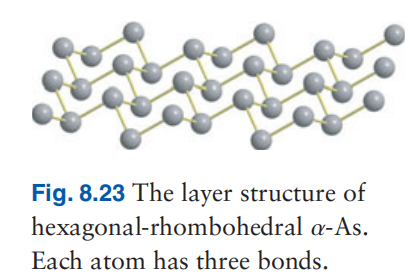 Fig. 8.23 The layer structure of
hexagonal-rhombohedral α-As.
Each atom has three bonds.